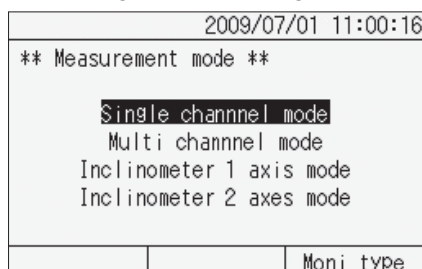 2009/07/01 11:00:16
** Measurement mode **
Single channnel mode
Multi channnel mode
Inclinometer 1 axis mode
Inclinometer 2 axes mode
Moni type